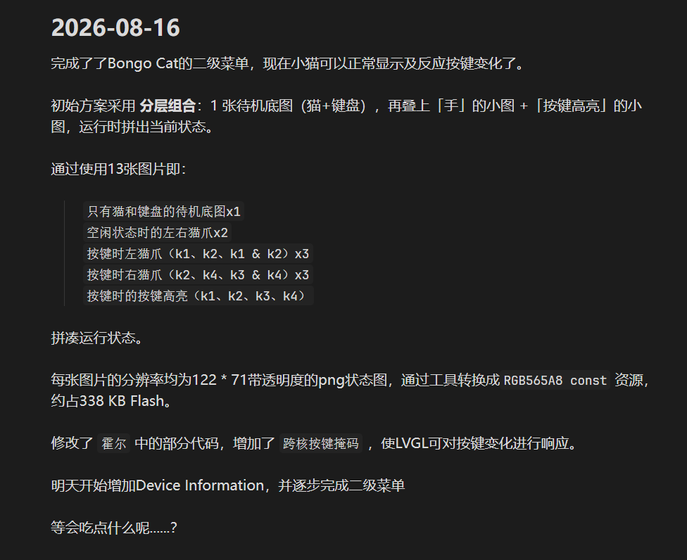 2026-08-16
完成了了Bongo Cat的二级菜单，现在小猫可以正常显示及反应按键变化了。
初始方案采用 分层组合：1 张待机底图（猫+键盘），再叠上「手」的小图 +「按键高亮」的小
图，运行时拼出当前状态。
通过使用13张图片即：
只有猫和键盘的待机底图x1
空闲状态时的左右猫爪x2
按键时左猫爪（k1、k2、k1 & k2）x3
按键时右猫爪（k2、k4、k3 & k4）x3
按键时的按键高亮（k1、k2、k3、k4）
拼凑运行状态。
每张图片的分辨率均为122 * 71带透明度的png状态图，通过工具转换成 RGB565A8 const 资源，
约占338 KB Flash。
修改了 霍尔 中的部分代码，增加了 跨核按键掩码 ，使LVGL可对按键变化进行响应。
明天开始增加Device Information，并逐步完成二级菜单
等会吃点什么呢......?